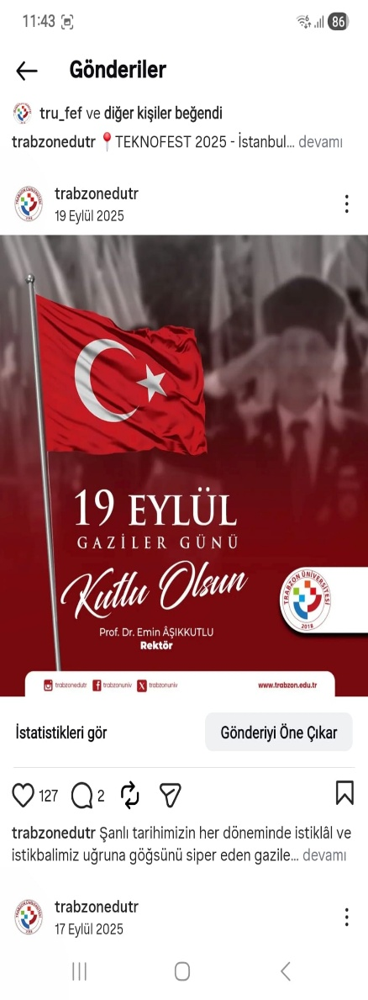 11:43
86
Gönderiler
tru_fef ve diğer kişiler beğendi
trabzonedutr 📍TEKNOFEST 2025 - İstanbul... devamı
trabzonedutr
19 Eylül 2025
19 EYLÜL
GAZİLER GÜNÜ
Kutlu Olsun
TRABZON ÜNİVERSİTESİ
2018
Prof. Dr. Emin ÂŞIKKUTLU
Rektör
trabzonedutr trabzonuniv trabzonuniv www.trabzon.edu.tr
İstatistikleri gör
Gönderiyi Öne Çıkar
127 2
trabzonedutr Şanlı tarihimizin her döneminde istiklâl ve
istikbalimiz uğruna göğsünü siper eden gazile... devamı
trabzonedutr
17 Eylül 2025